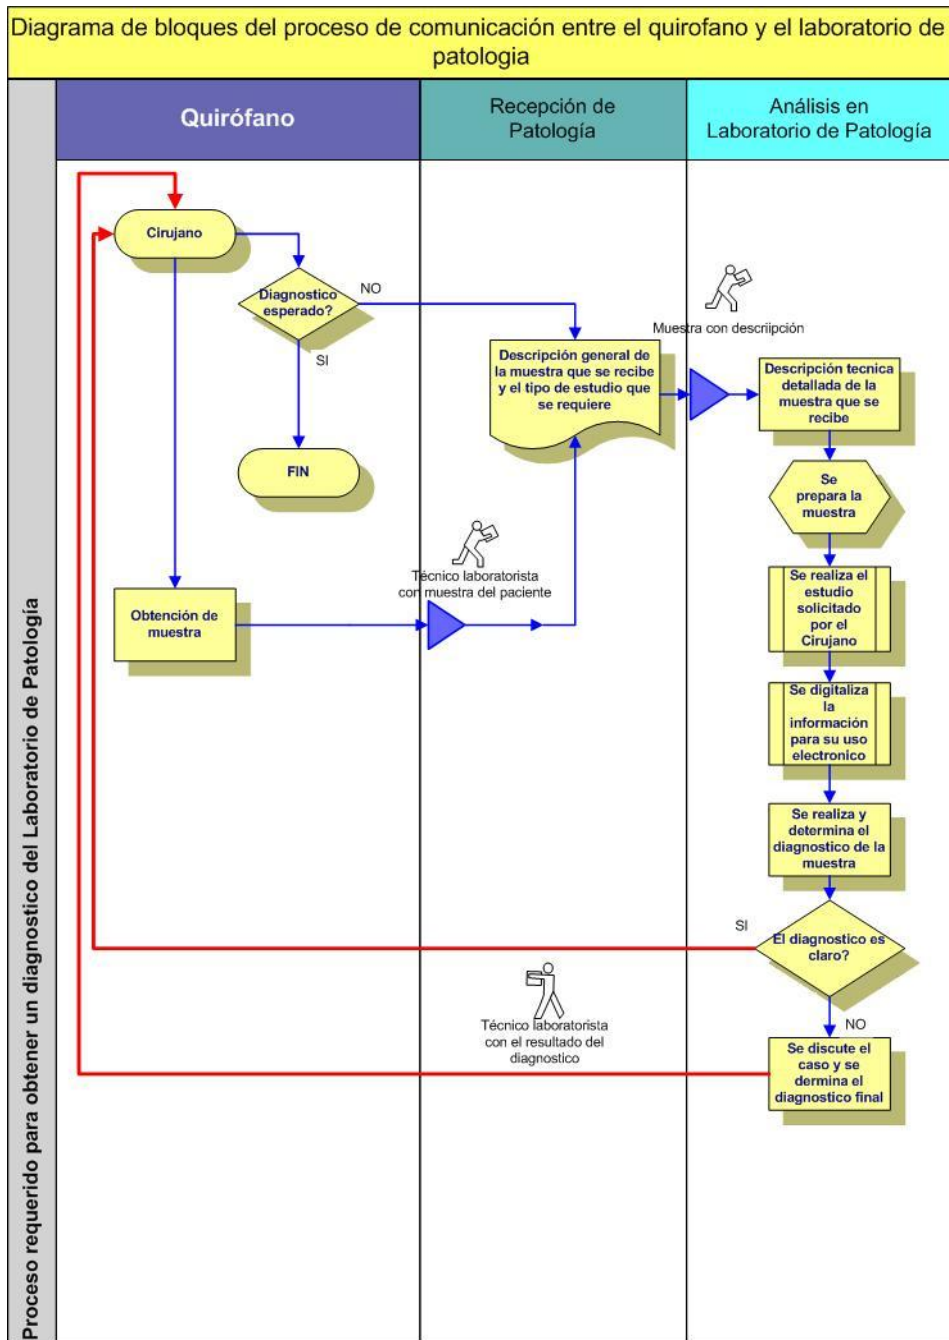 Diagrama de bloques del proceso de comunicación entre el quirofano y el laboratorio de
patologia
Proceso requerido para obtener un diagnostico del Laboratorio de Patología
Quirófano
Recepción de
Patología
Análisis en
Laboratorio de Patología
Cirujano
Diagnostico
esperado?
NO
SI
FIN
Obtención de
muestra
Técnico laboratorista
con muestra del paciente
Descripción general de
la muestra que se recibe
y el tipo de estudio que
se requiere
Muestra con descriipción
Descripción tecnica
detallada de la
muestra que se
recibe
Se
prepara la
muestra
Se realiza el
estudio
solicitado
por el
Cirujano
Se digitaliza
la
información
para su uso
electronico
Se realiza y
determina el
diagnostico de la
muestra
El diagnostico es
claro?
SI
NO
Técnico laboratorista
con el resultado del
diagnostico
Se discute el
caso y se
dermina el
diagnostico final